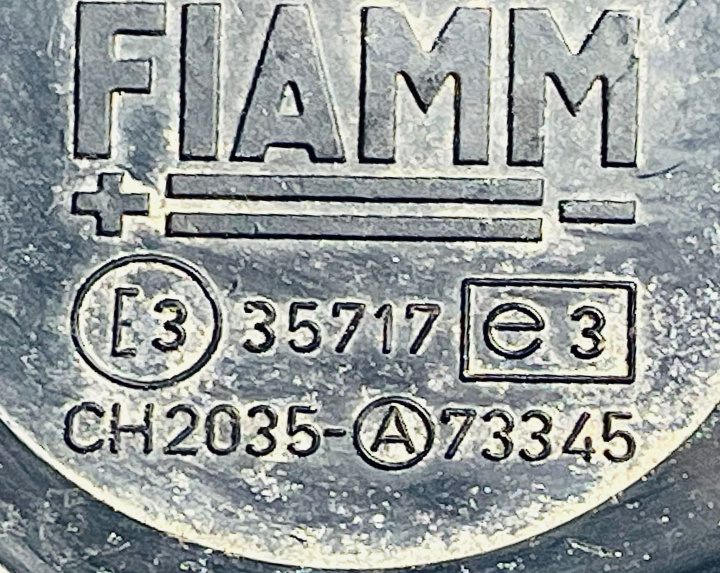 FIAMM
+ -
E3 35717 e3
CH2035-A73345